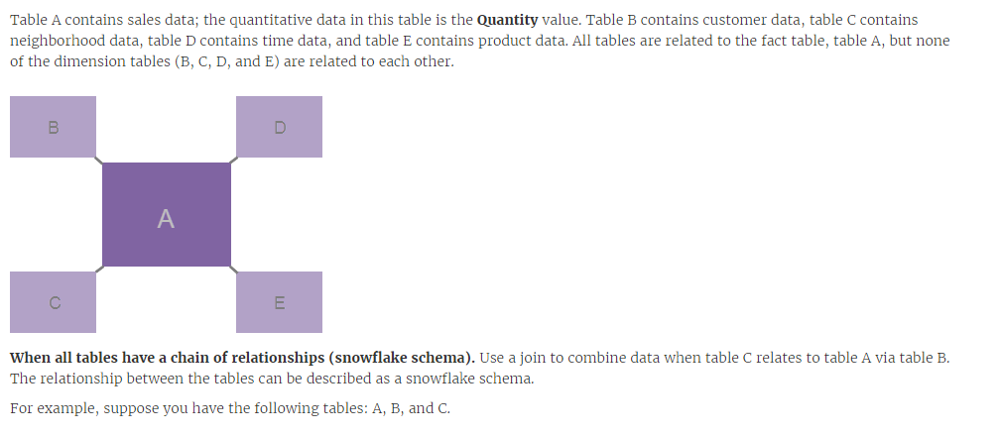 Table A contains sales data; the quantitative data in this table is the Quantity value. Table B contains customer data, table C contains
neighborhood data, table D contains time data, and table E contains product data. All tables are related to the fact table, table A, but none
of the dimension tables (B, C, D, and E) are related to each other.
B
D
A
C
E
When all tables have a chain of relationships (snowflake schema). Use a join to combine data when table C relates to table A via table B.
The relationship between the tables can be described as a snowflake schema.
For example, suppose you have the following tables: A, B, and C.